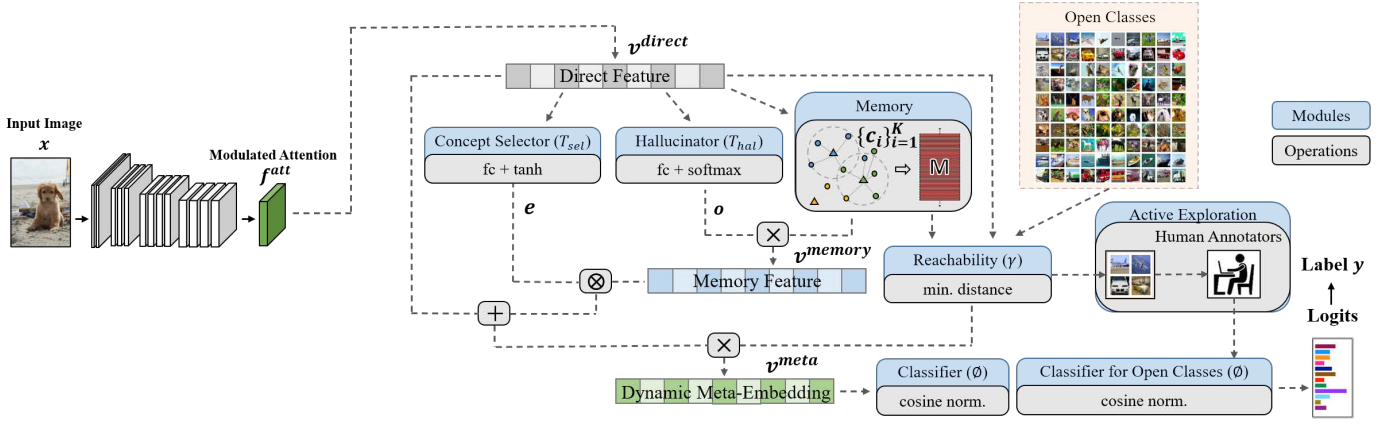 Input Image
x
Modulated Attention
f^att
v^direct
Direct Feature
Concept Selector (T_sel)
fc + tanh
Hallucinator (T_hal)
fc + softmax
Memory
{c_i}_{i=1}^K
M
Open Classes
Modules
Operations
e
o
×
v^memory
⊗
Memory Feature
+
Reachability (γ)
min. distance
Active Exploration
Human Annotators
Label y
Logits
×
v^meta
Dynamic Meta-Embedding
Classifier (∅)
cosine norm.
Classifier for Open Classes (∅)
cosine norm.